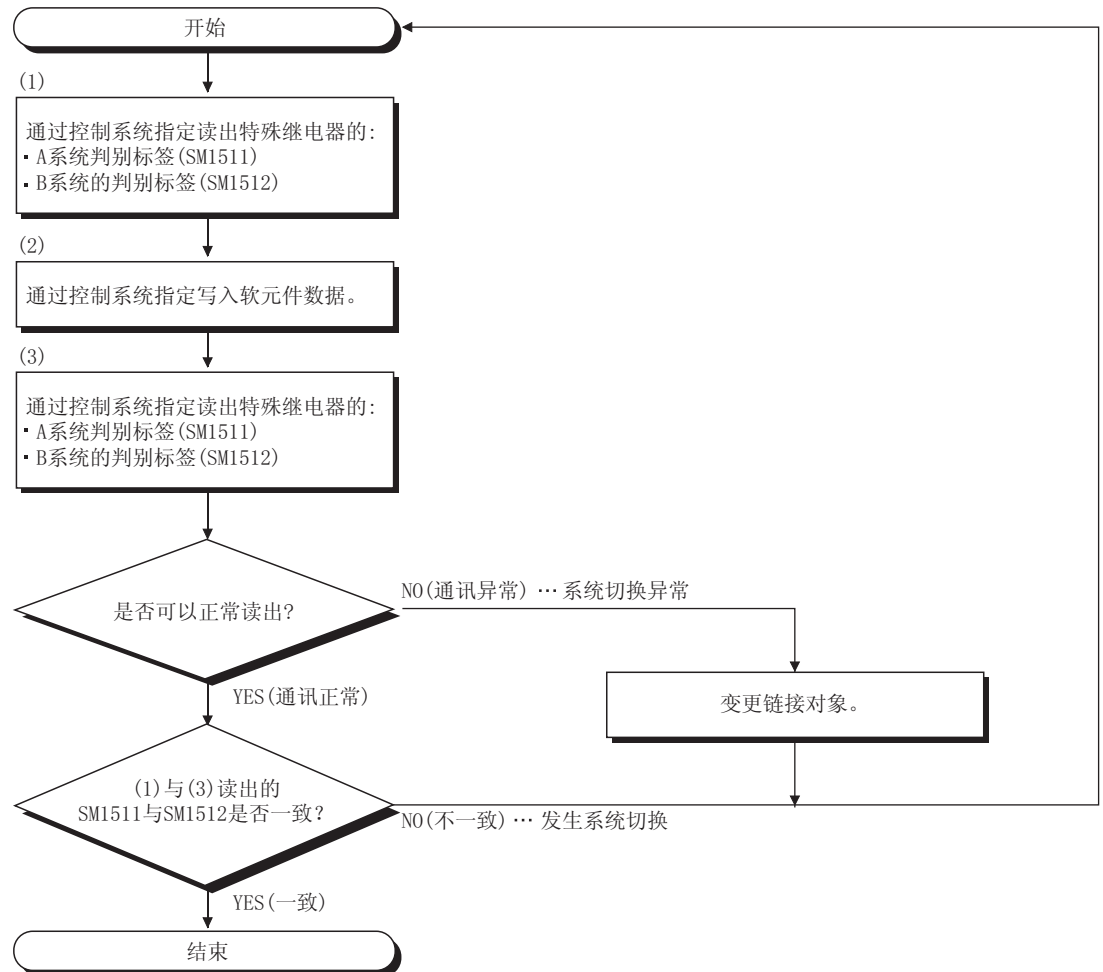 开始
(1)
通过控制系统指定读出特殊继电器的:
▪ A系统判别标签(SM1511)
▪ B系统的判别标签(SM1512)
(2)
通过控制系统指定写入软元件数据。
(3)
通过控制系统指定读出特殊继电器的:
▪ A系统判别标签(SM1511)
▪ B系统的判别标签(SM1512)
是否可以正常读出?
NO(通讯异常) … 系统切换异常
YES(通讯正常)
变更链接对象。
(1)与(3)读出的
SM1511与SM1512是否一致?
NO(不一致) … 发生系统切换
YES(一致)
结束